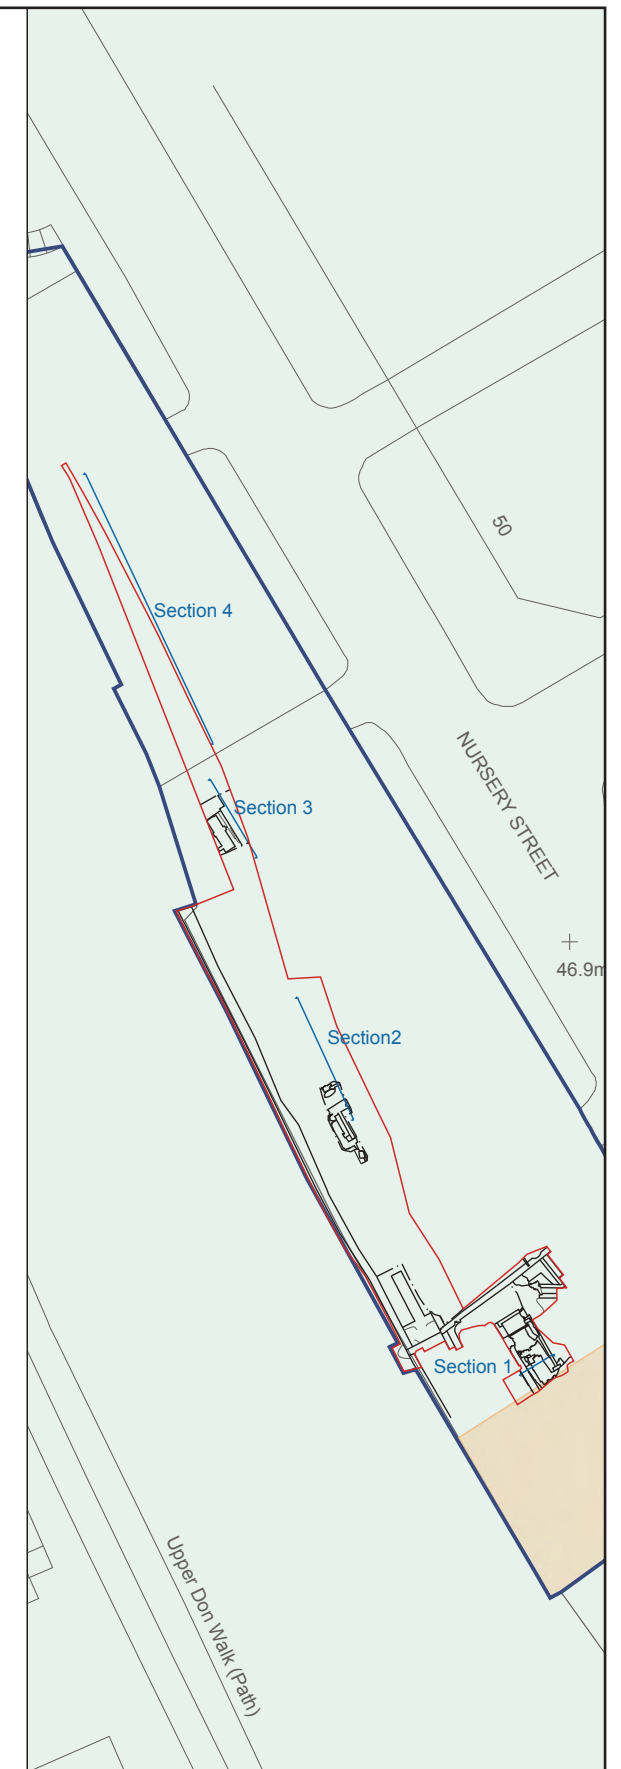 50
Section 4
NURSERY STREET
Section 3
46.9m
Section2
Section 1
Upper Don Walk (Path)